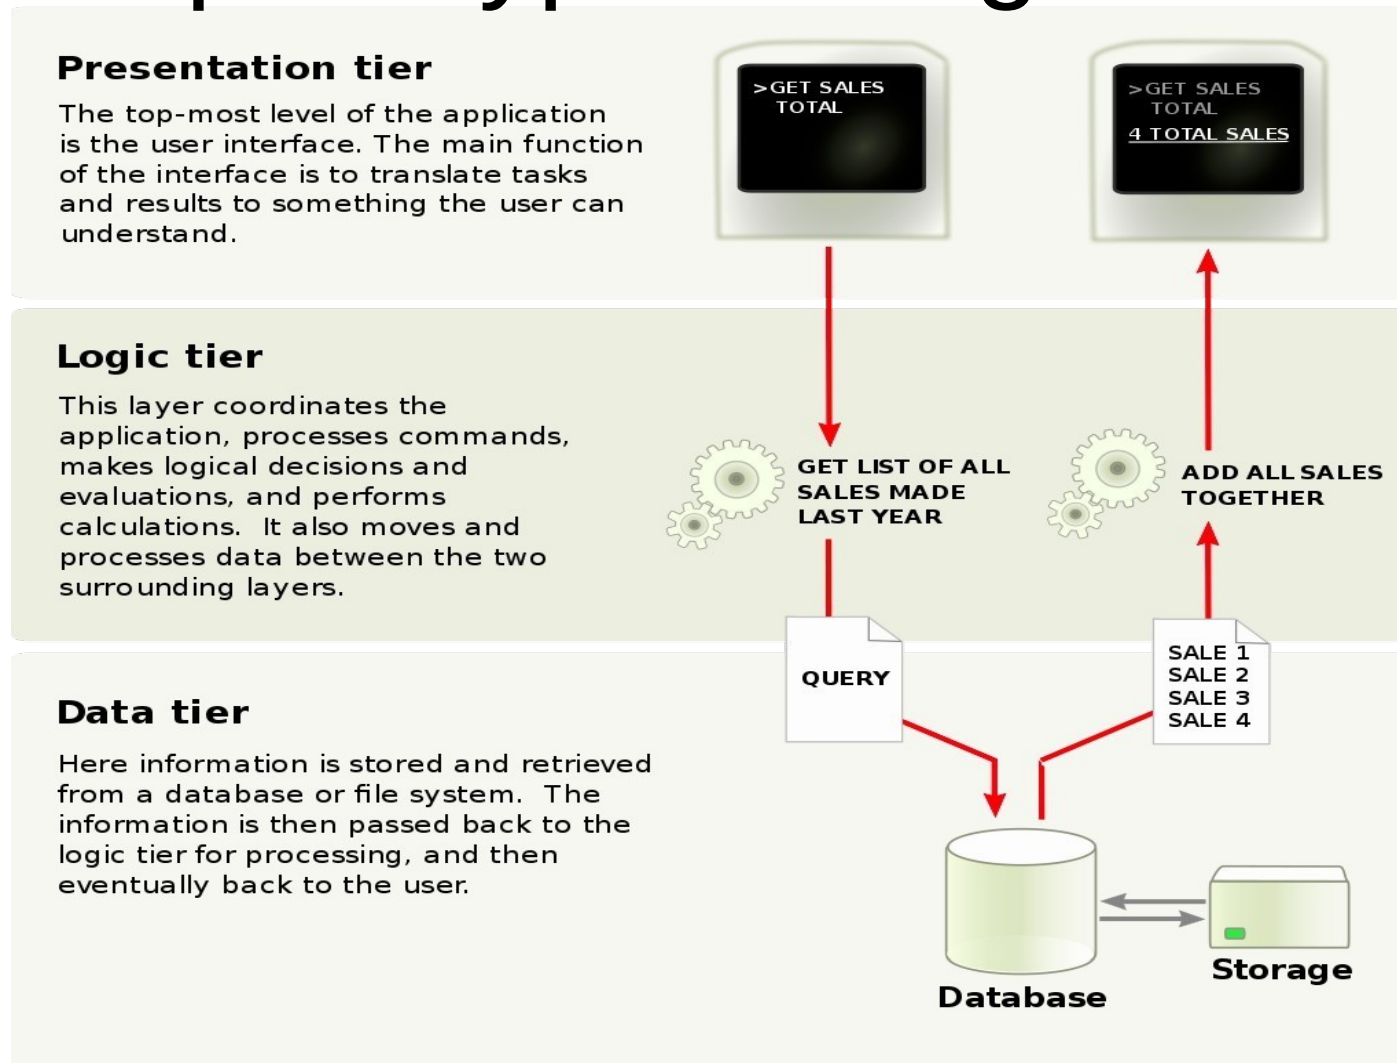 Presentation tier
The top-most level of the application
is the user interface. The main function
of the interface is to translate tasks
and results to something the user can
understand.
>GET SALES
TOTAL
>GET SALES
TOTAL
4 TOTAL SALES
Logic tier
This layer coordinates the
application, processes commands,
makes logical decisions and
evaluations, and performs
calculations.  It also moves and
processes data between the two
surrounding layers.
GET LIST OF ALL
SALES MADE
LAST YEAR
ADD ALL SALES
TOGETHER
QUERY
SALE 1
SALE 2
SALE 3
SALE 4
Data tier
Here information is stored and retrieved
from a database or file system.  The
information is then passed back to the
logic tier for processing, and then
eventually back to the user.
Database
Storage